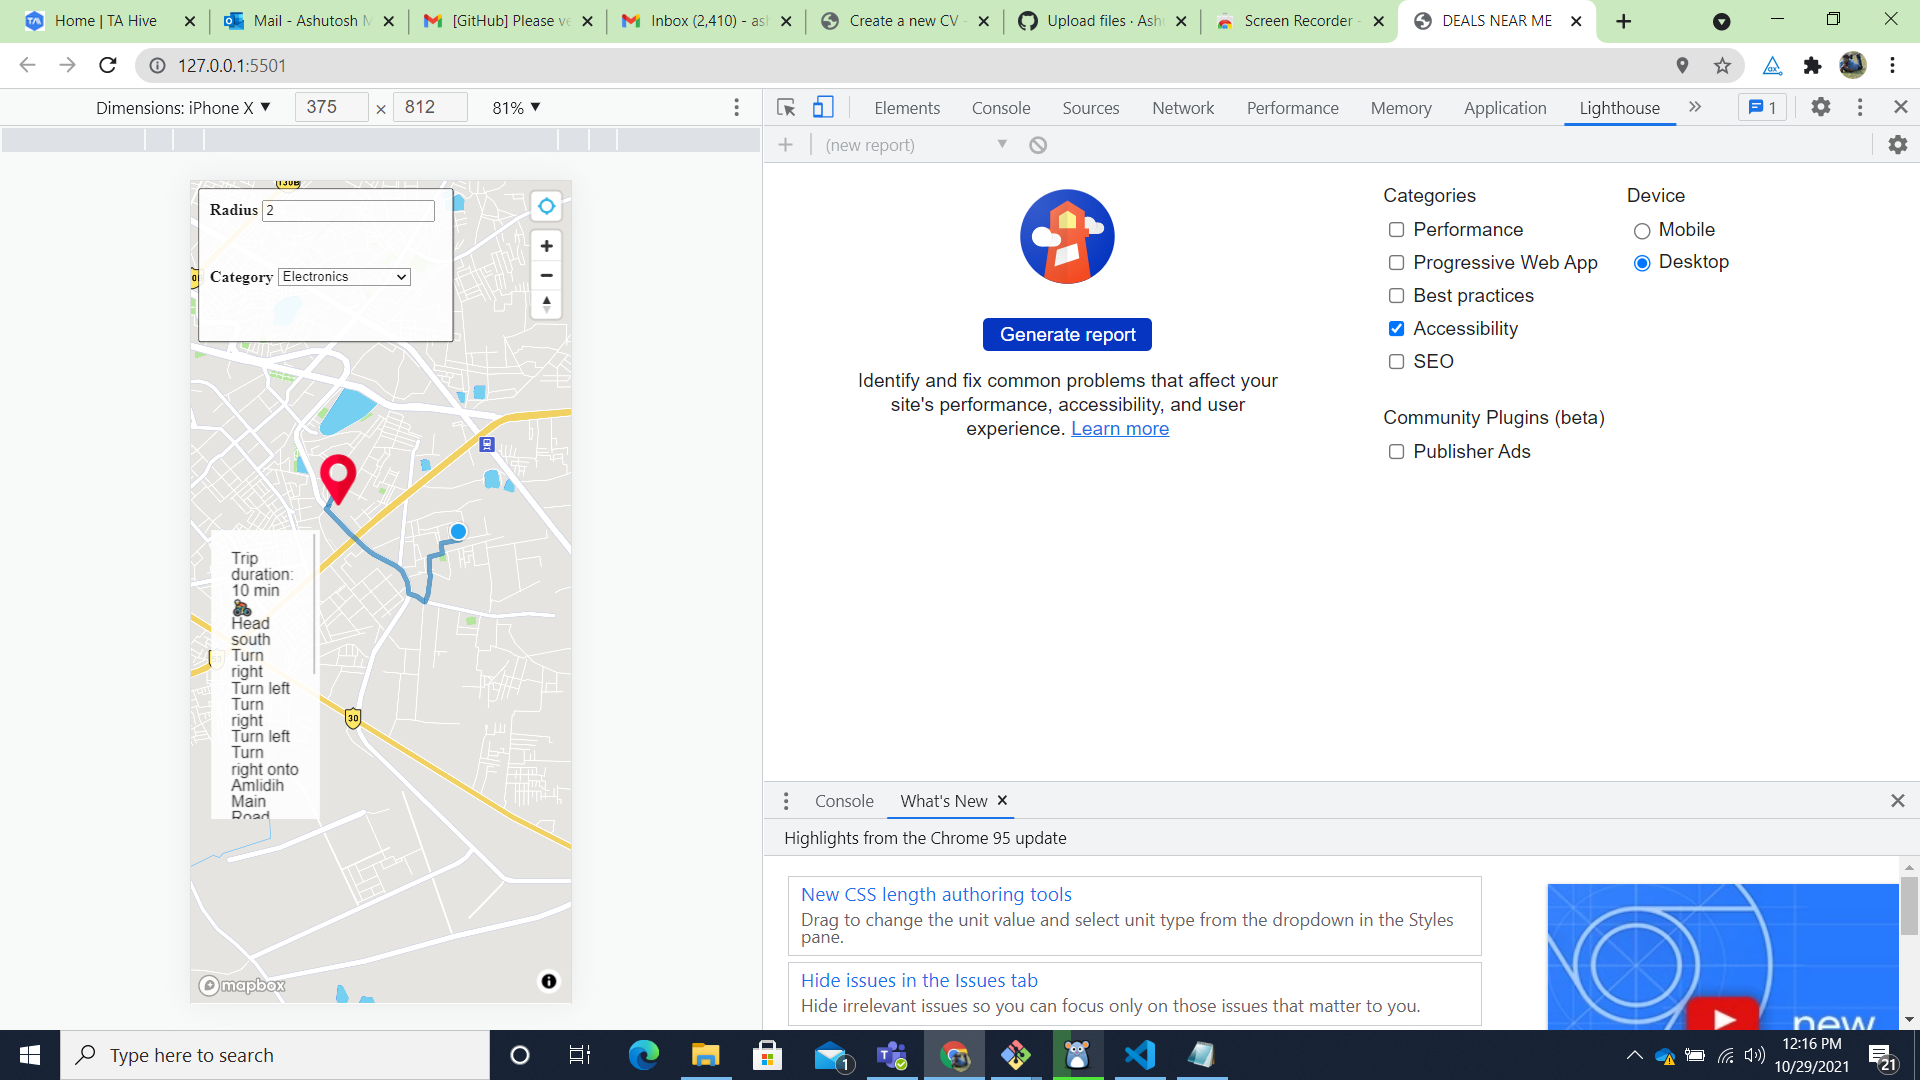 Home | TA Hive
Mail - Ashutosh M
[GitHub] Please ve
Inbox (2,410) - ash
Create a new CV -
Upload files · Ashu
Screen Recorder -
DEALS NEAR ME
127.0.0.1:5501
Dimensions: iPhone X
375
×
812
81%
Elements
Console
Sources
Network
Performance
Memory
Application
Lighthouse
1
(new report)
130B
Radius 2
Category Electronics
Trip
duration:
10 min
Head
south
Turn
right
Turn left
Turn
right
Turn left
Turn
right onto
Amlidih
Main
Road
30
mapbox
Generate report
Identify and fix common problems that affect your
site's performance, accessibility, and user
experience. Learn more
Categories
Performance
Progressive Web App
Best practices
Accessibility
SEO
Community Plugins (beta)
Publisher Ads
Device
Mobile
Desktop
Console
What's New
Highlights from the Chrome 95 update
New CSS length authoring tools
Drag to change the unit value and select unit type from the dropdown in the Styles
pane.
Hide issues in the Issues tab
Hide irrelevant issues so you can focus only on those issues that matter to you.
new
Type here to search
1
12:16 PM
10/29/2021
21